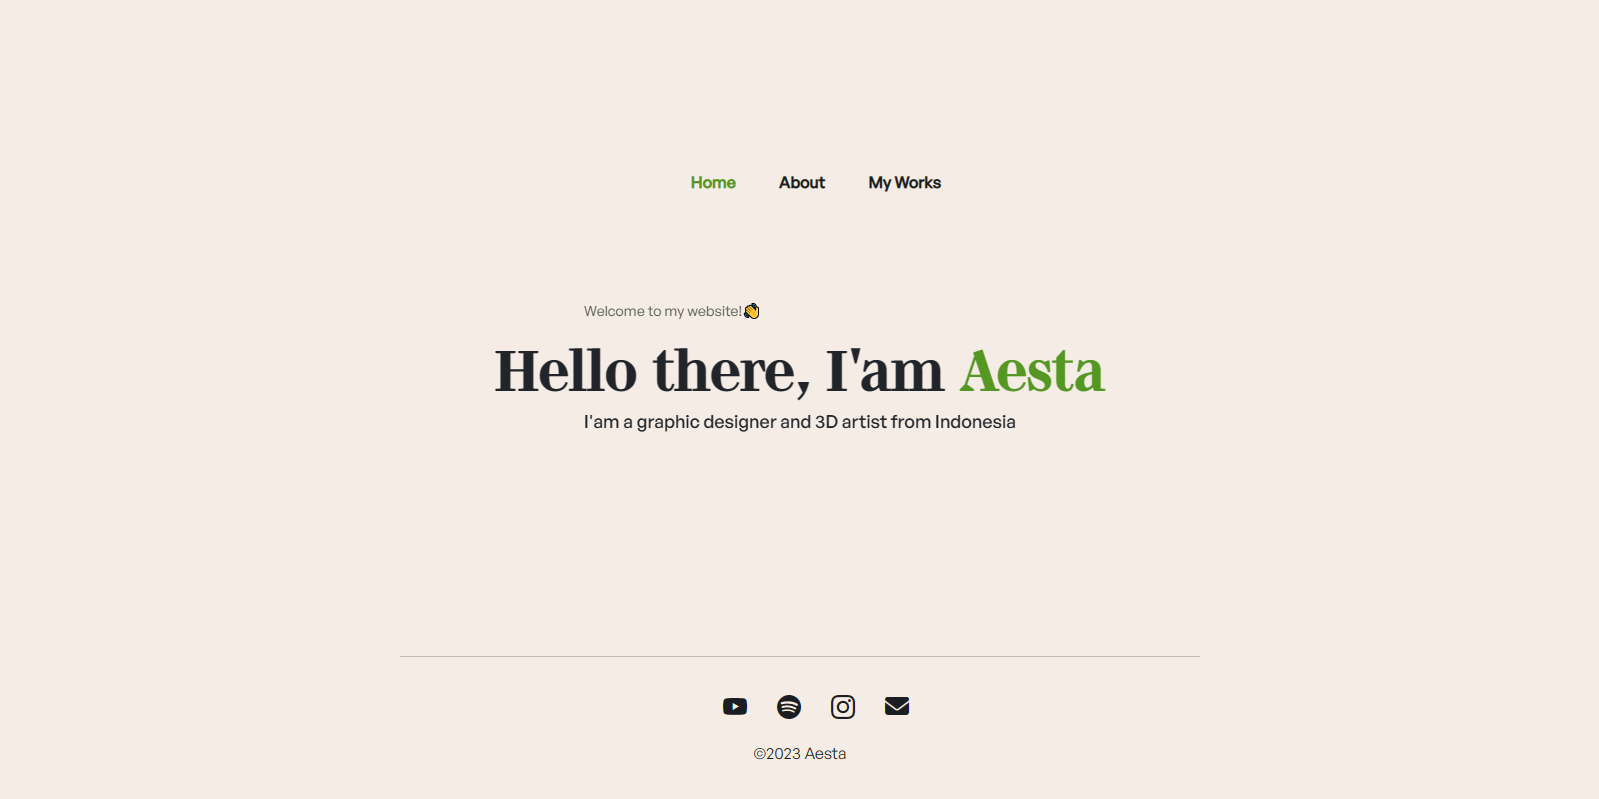 Home About My Works
Welcome to my website!👋
Hello there, I'am Aesta
I'am a graphic designer and 3D artist from Indonesia
©2023 Aesta